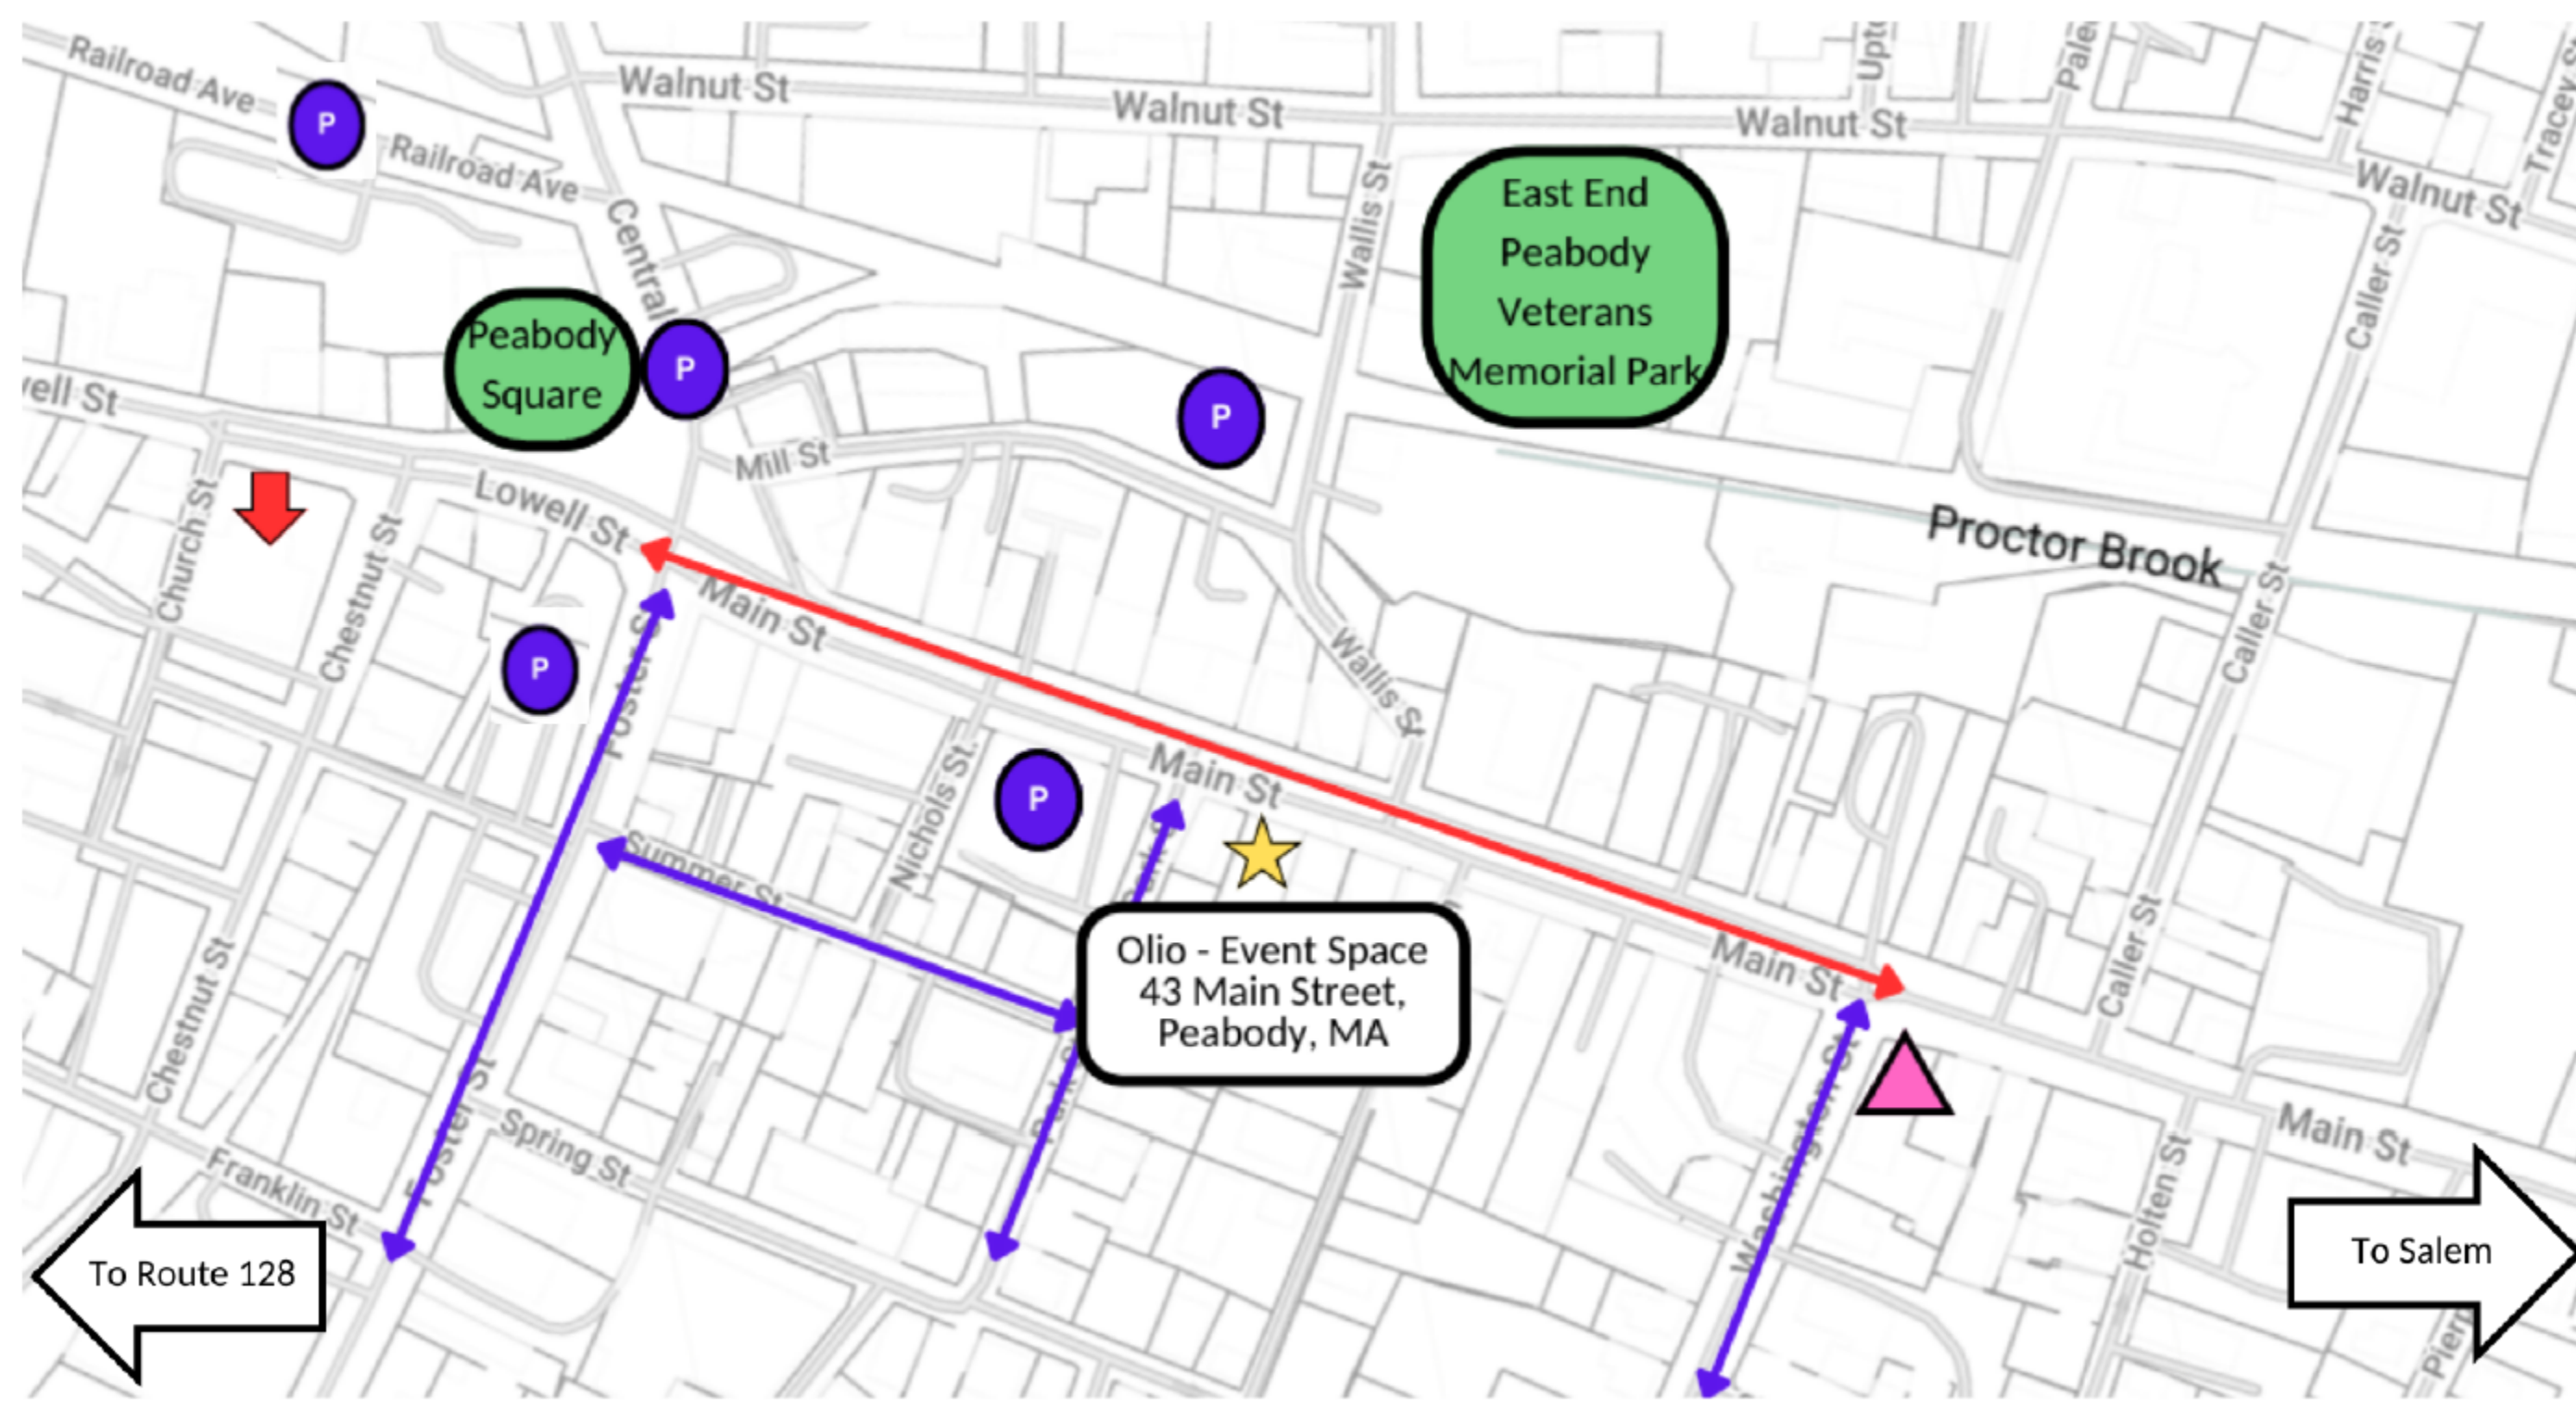 Railroad Ave
P
Railroad Ave
Walnut St
Walnut St
Walnut St
Walnut St
Central
Wallis St
East End
Peabody
Veterans
Memorial Park
Harris
Caller St
Peabody
Square
P
P
Lowell St
Mill St
Church St
Chestnut St
Proctor Brook
P
Main St
Wallis St
Caller St
Nichols St.
P
Main St
Summer St
Olio - Event Space
43 Main Street,
Peabody, MA
Main St
Caller St
Chestnut St
Foster St
Spring St
Franklin St
Washington St
Holten St
Main St
To Route 128
To Salem